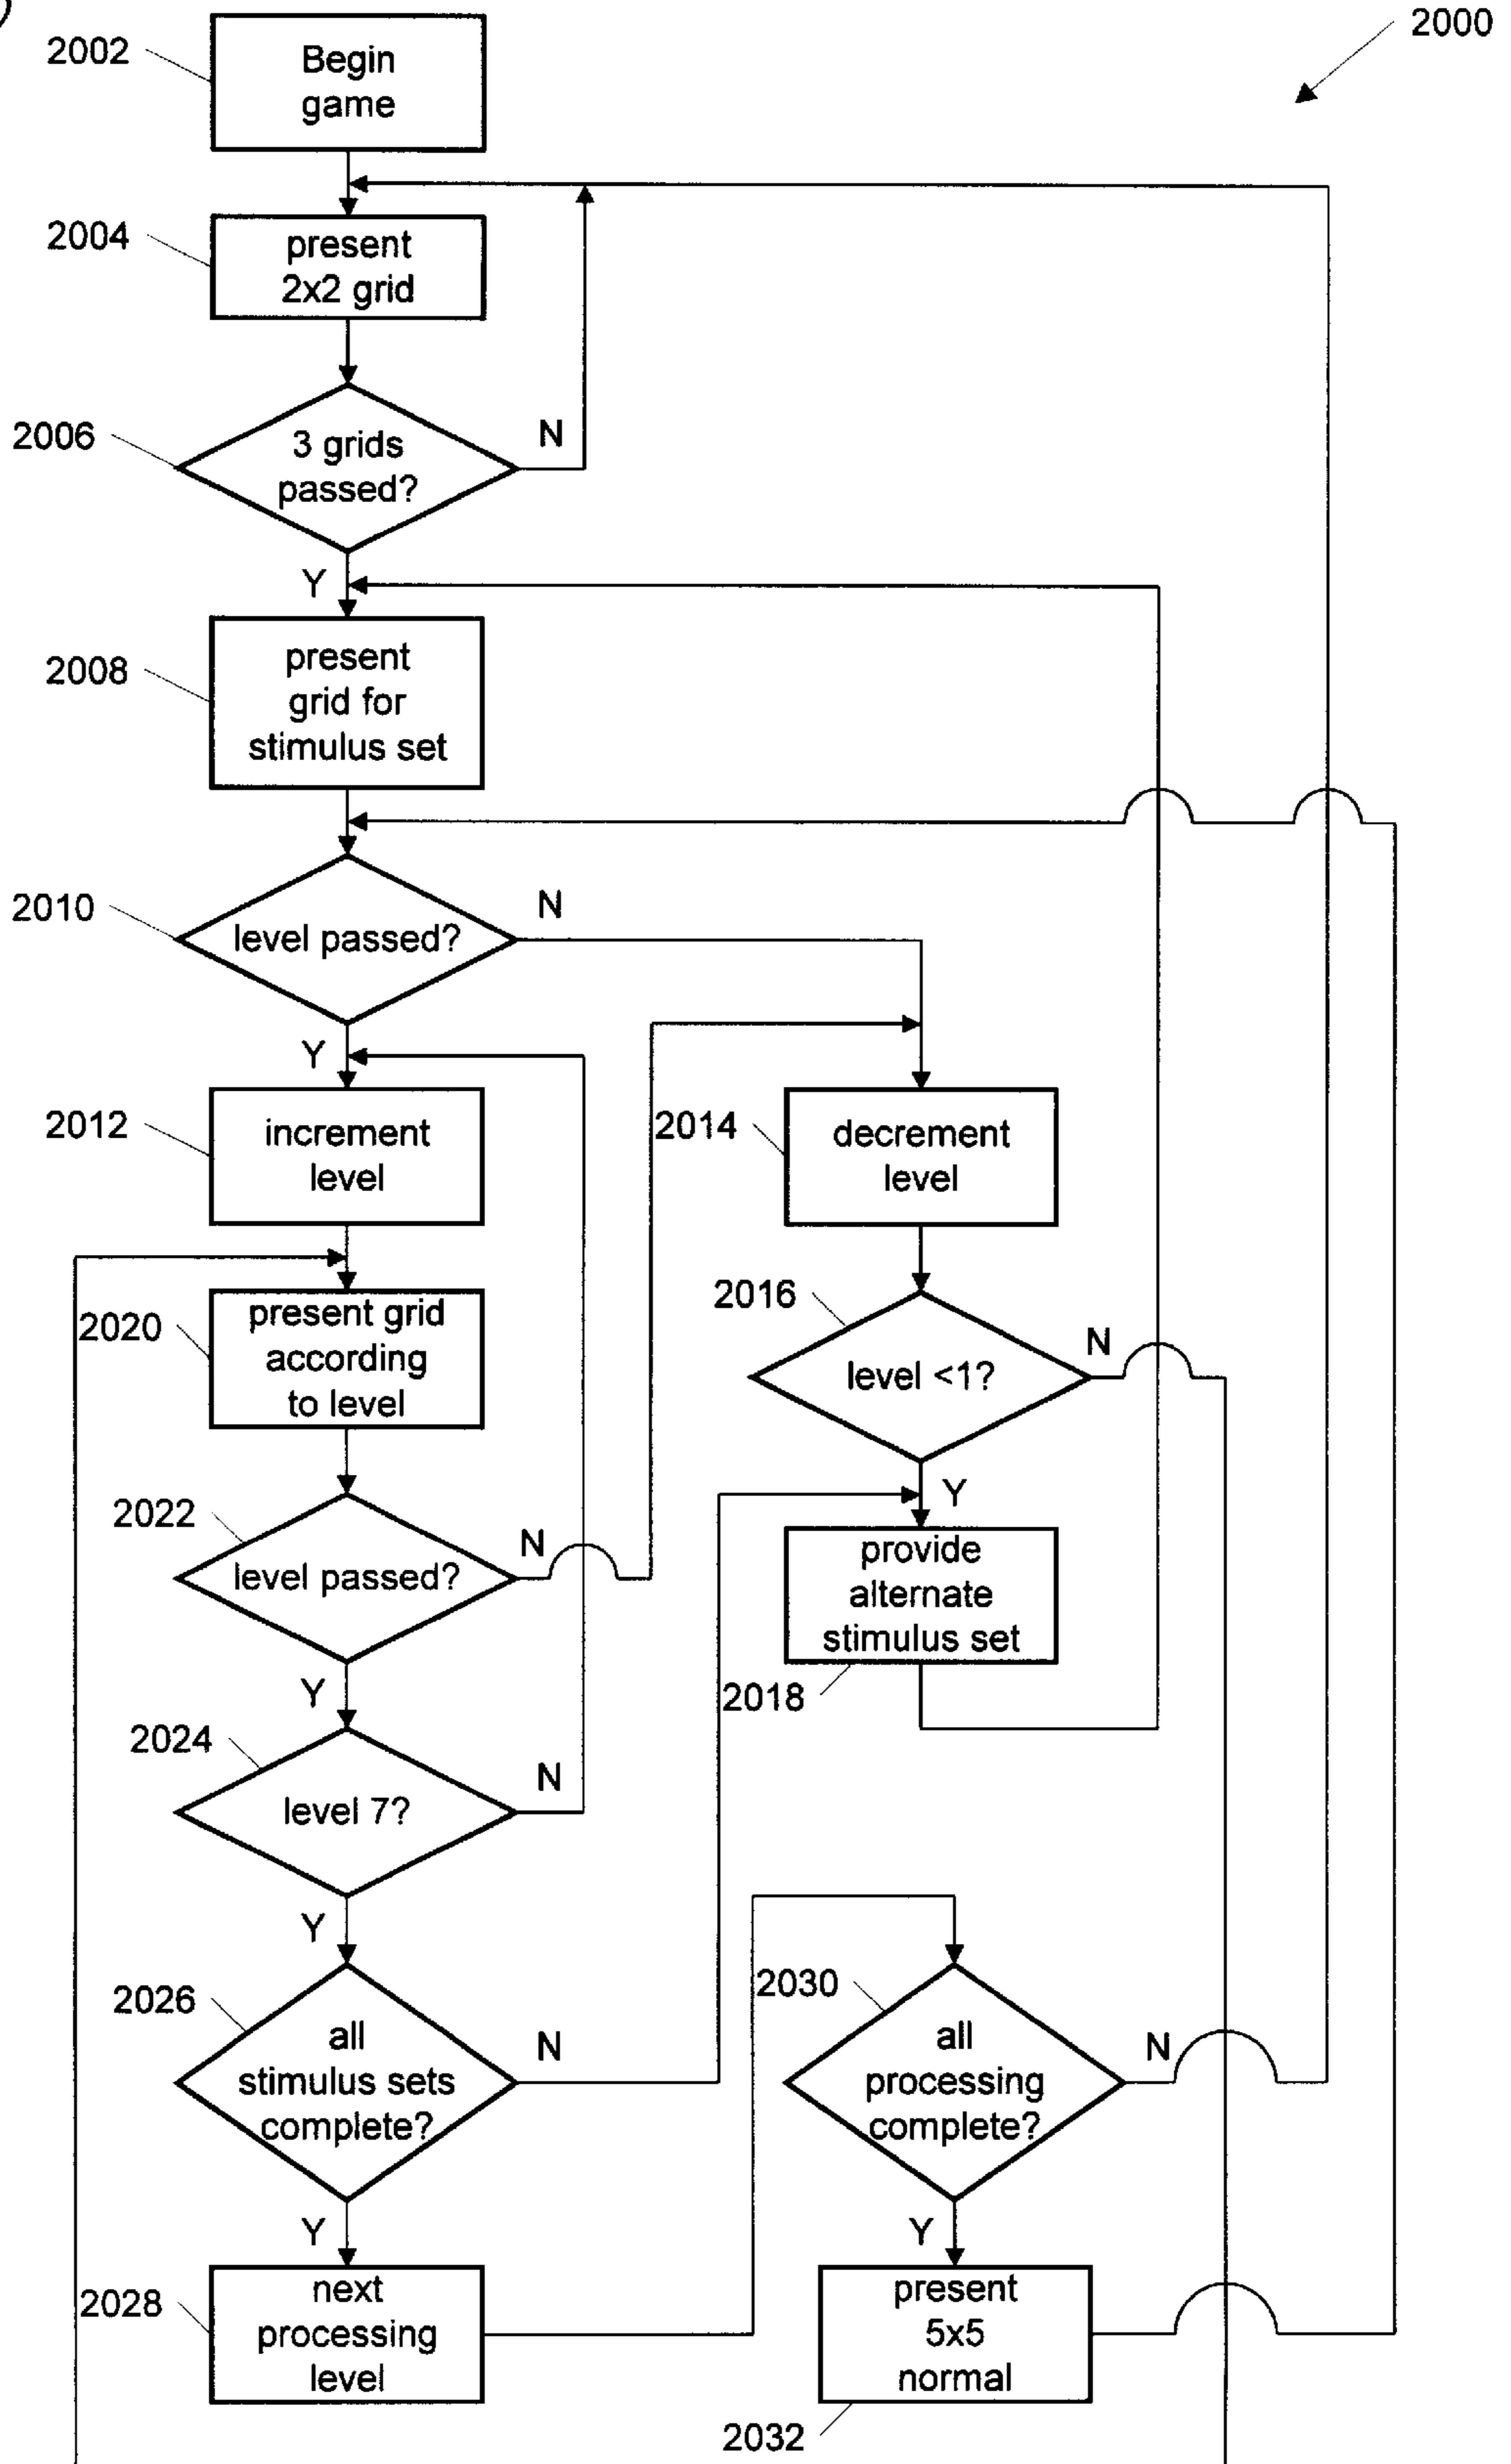 2000
2002
Begin
game
2004
present
2x2 grid
2006
3 grids
passed?
N
Y
2008
present
grid for
stimulus set
2010
level passed?
N
Y
2012
increment
level
2014
decrement
level
2016
level <1?
N
Y
2018
provide
alternate
stimulus set
2020
present grid
according
to level
2022
level passed?
N
Y
2024
level 7?
N
Y
2026
all
stimulus sets
complete?
N
Y
2028
next
processing
level
2030
all
processing
complete?
N
Y
2032
present
5x5
normal